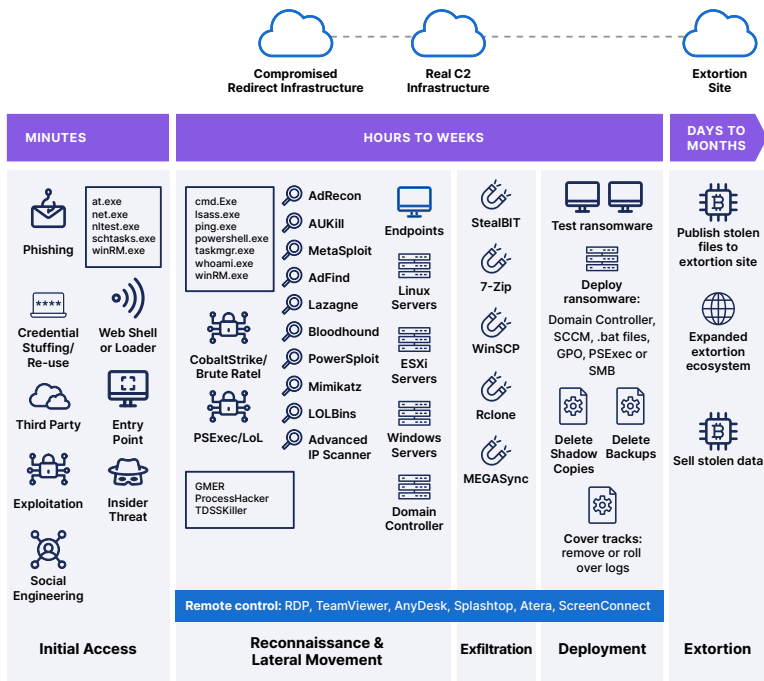 Compromised
Redirect Infrastructure
Real C2
Infrastructure
Extortion
Site
MINUTES
HOURS TO WEEKS
DAYS TO
MONTHS
Phishing
at.exe
net.exe
nltest.exe
schtasks.exe
winRM.exe
****
Credential
Stuffing/
Re-use
Web Shell
or Loader
Third Party
Entry
Point
Exploitation
Insider
Threat
Social
Engineering
Initial Access
cmd.Exe
lsass.exe
ping.exe
powershell.exe
taskmgr.exe
whoami.exe
winRM.exe
CobaltStrike/
Brute Ratel
PSExec/LoL
GMER
ProcessHacker
TDSSKiller
AdRecon
AUKill
MetaSploit
AdFind
Lazagne
Bloodhound
PowerSploit
Mimikatz
LOLBins
Advanced
IP Scanner
Endpoints
Linux
Servers
ESXi
Servers
Windows
Servers
Domain
Controller
Reconnaissance &
Lateral Movement
StealBIT
7-Zip
WinSCP
Rclone
MEGASync
Exfiltration
Test ransomware
Deploy
ransomware:
Domain Controller,
SCCM, .bat files,
GPO, PSExec or
SMB
Delete
Shadow
Copies
Delete
Backups
Cover tracks:
remove or roll
over logs
Remote control: RDP, TeamViewer, AnyDesk, Splashtop, Atera, ScreenConnect
Deployment
Publish stolen
files to
extortion site
Expanded
extortion
ecosystem
Sell stolen data
Extortion